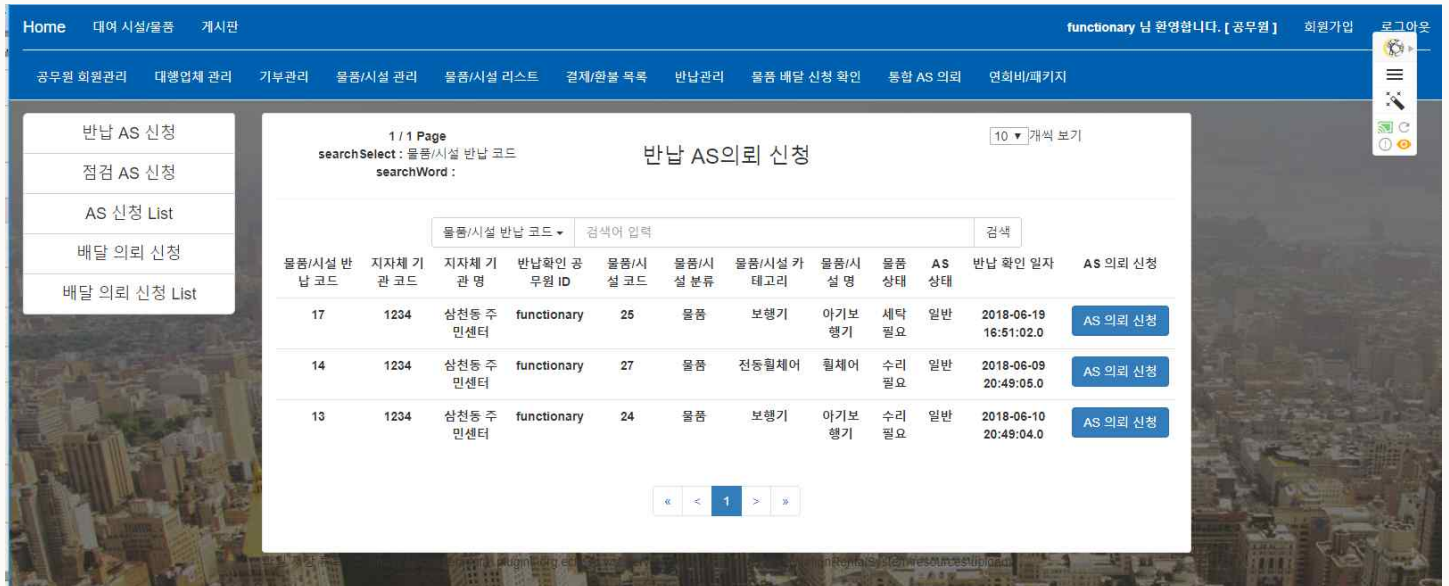 Home 대여 시설/물품 게시판 functionary 님 환영합니다. [ 공무원 ] 회원가입 로그아웃
공무원 회원관리 대행업체 관리 기부관리 물품/시설 관리 물품/시설 리스트 결제/환불 목록 반납관리 물품 배달 신청 확인 통합 AS 의뢰 연회비/패키지
반납 AS 신청
점검 AS 신청
AS 신청 List
배달 의뢰 신청
배달 의뢰 신청 List
1 / 1 Page
searchSelect : 물품/시설 반납 코드
searchWord :
반납 AS의뢰 신청
10 ▼ 개씩 보기
물품/시설 반납 코드 ▾ 검색어 입력 검색
물품/시설 반 지자체 기 지자체 기 반납확인 공 물품/시 물품/시 물품/시설 카 물품/시 물품 AS 반납 확인 일자 AS 의뢰 신청
납 코드 관 코드 관 명 무원 ID 설 코드 설 분류 테고리 설 명 상태 상태
17 1234 삼천동 주 functionary 25 물품 보행기 아기보 세탁 일반 2018-06-19 AS 의뢰 신청
민센터 행기 필요 16:51:02.0
14 1234 삼천동 주 functionary 27 물품 전동휠체어 휠체어 수리 일반 2018-06-09 AS 의뢰 신청
민센터 필요 20:49:05.0
13 1234 삼천동 주 functionary 24 물품 보행기 아기보 수리 일반 2018-06-10 AS 의뢰 신청
민센터 행기 필요 20:49:04.0
« < 1 > »